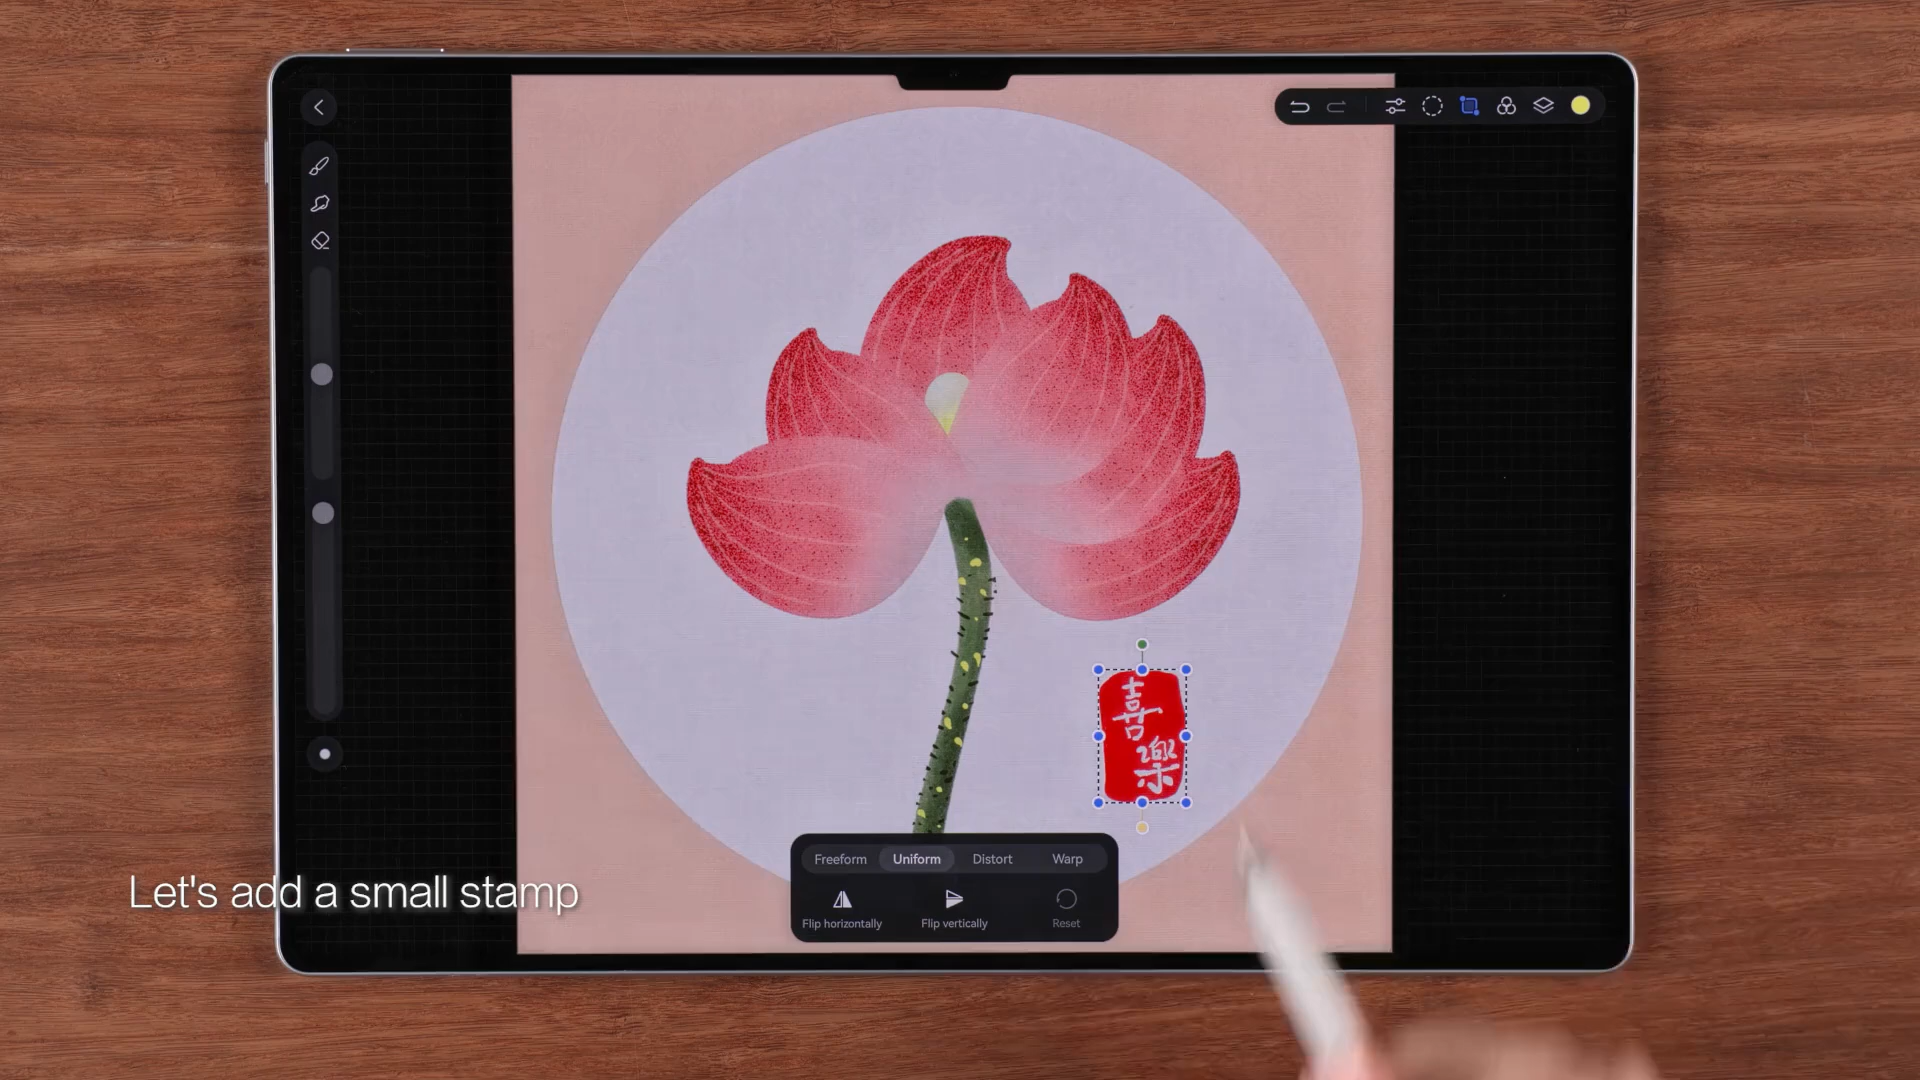 喜
樂
Freeform Uniform Distort Warp
Flip horizontally Flip vertically Reset
Let's add a small stamp